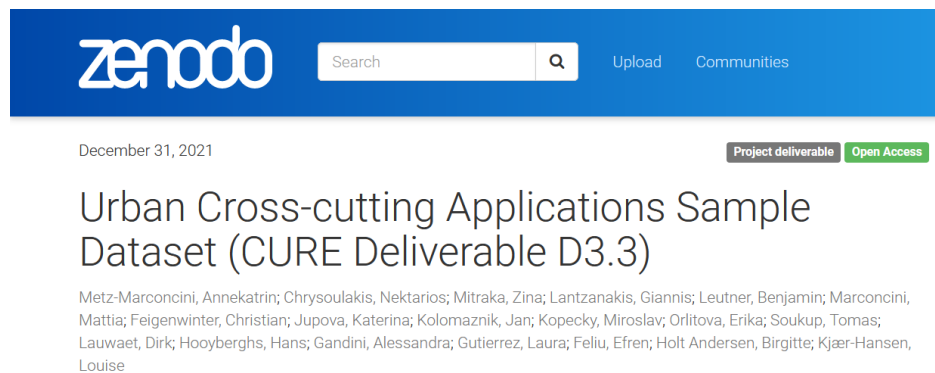 zenodo
Search
Upload
Communities
December 31, 2021
Project deliverable
Open Access
Urban Cross-cutting Applications Sample
Dataset (CURE Deliverable D3.3)
Metz-Marconcini, Annekatrin; Chrysoulakis, Nektarios; Mitraka, Zina; Lantzanakis, Giannis; Leutner, Benjamin; Marconcini,
Mattia; Feigenwinter, Christian; Jupova, Katerina; Kolomaznik, Jan; Kopecky, Miroslav; Orlitova, Erika; Soukup, Tomas;
Lauwaet, Dirk; Hooyberghs, Hans; Gandini, Alessandra; Gutierrez, Laura; Feliu, Efren; Holt Andersen, Birgitte; Kjær-Hansen,
Louise